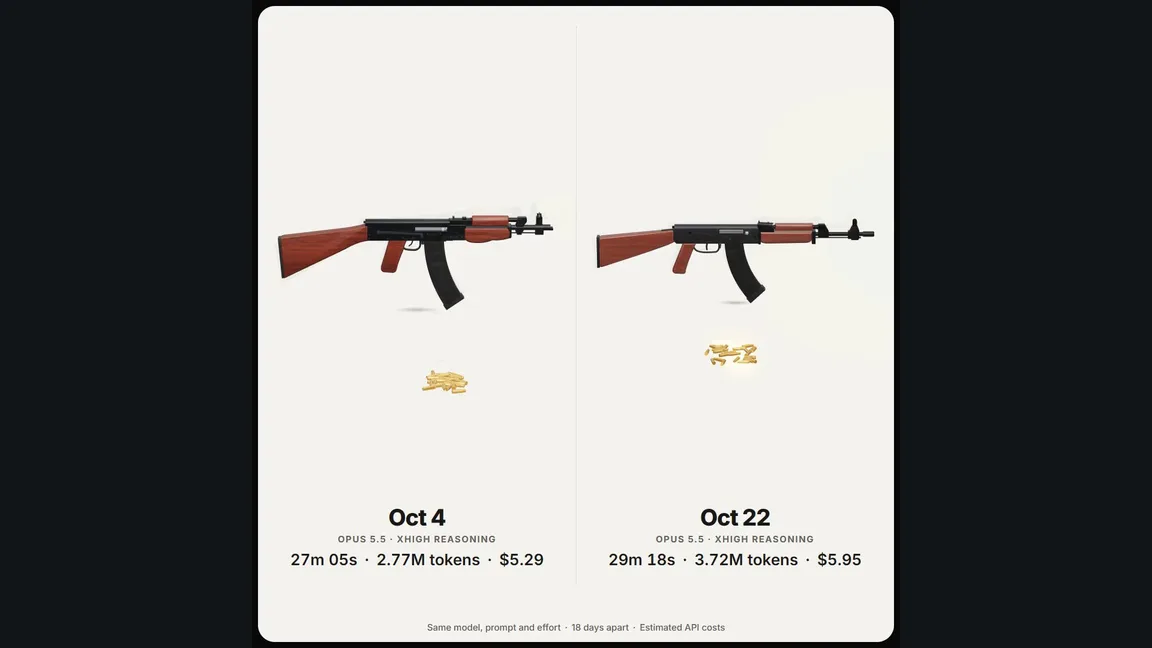 Oct 4
OPUS 5.5 · XHIGH REASONING
27m 05s · 2.77M tokens · $5.29
Oct 22
OPUS 5.5 · XHIGH REASONING
29m 18s · 3.72M tokens · $5.95
Same model, prompt and effort · 18 days apart · Estimated API costs